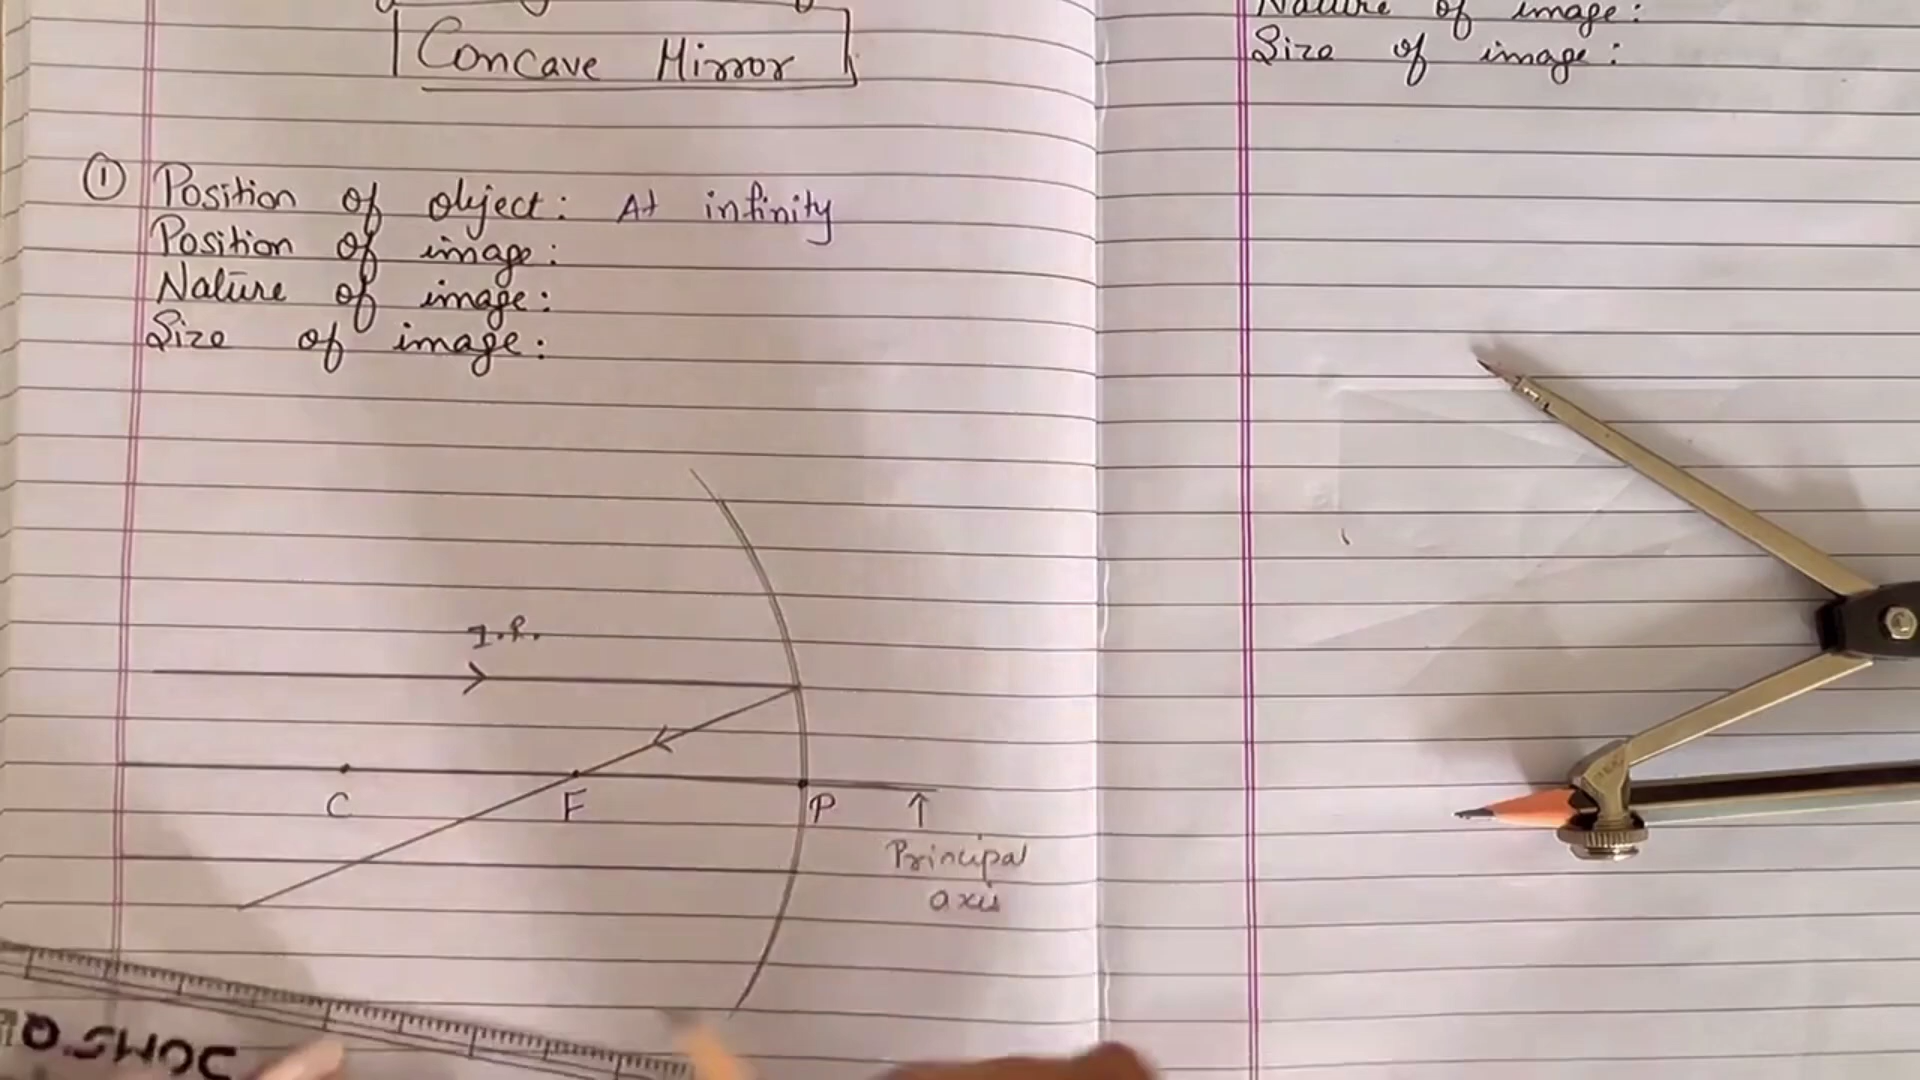 Concave Mirror
① Position of object: At infinity
Position of image:
Nature of image:
Size of image:
I.R.
C
F
P
↑
Principal
axis
Nature of image:
Size of image: